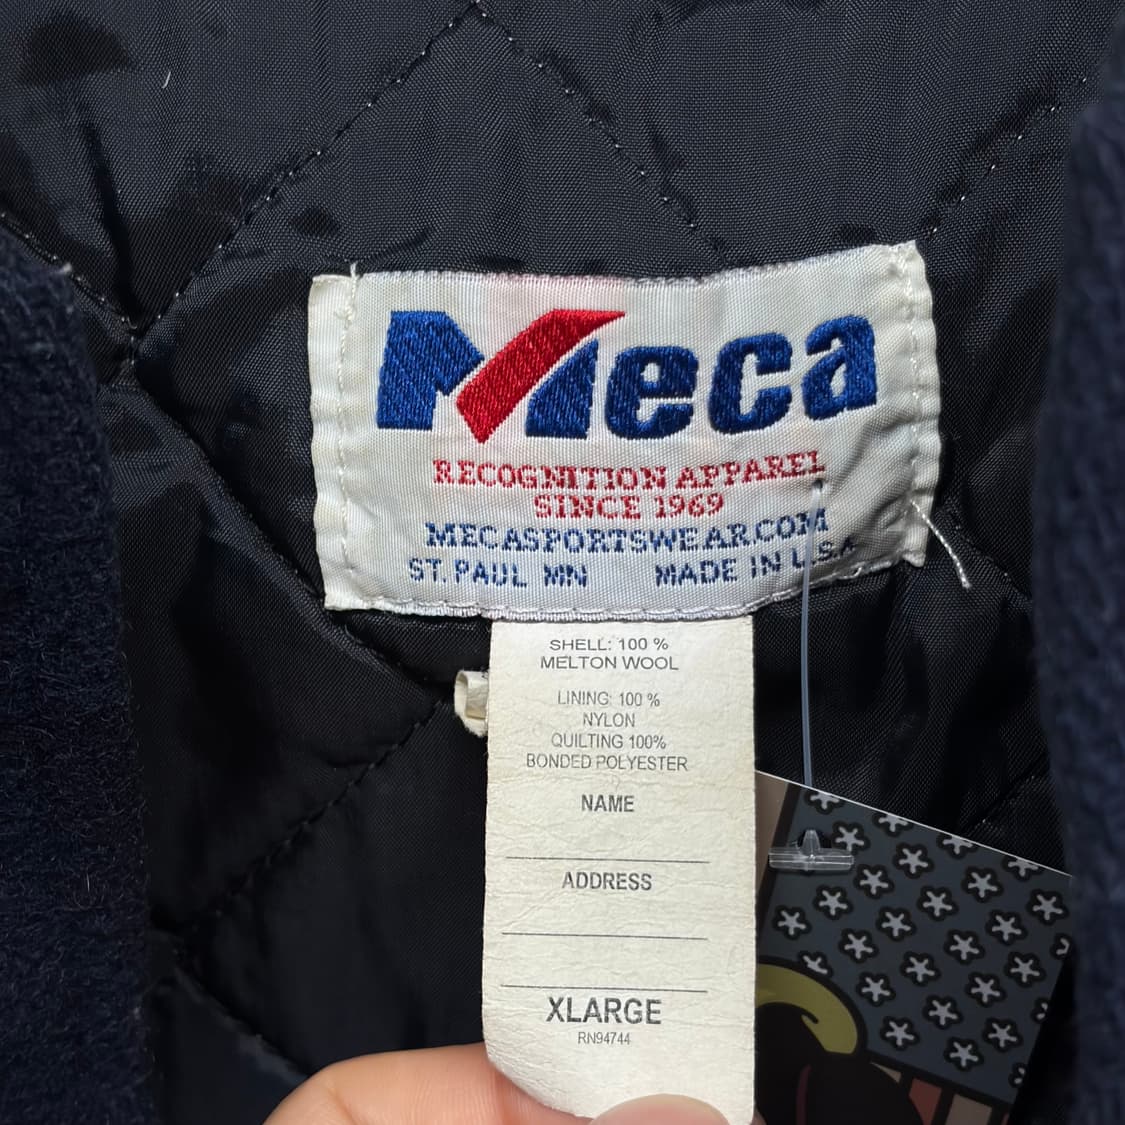 Meca
RECOGNITION APPAREL
SINCE 1969
MECASPORTSWEAR.COM
ST. PAUL MN MADE IN U.S.A
SHELL: 100 %
MELTON WOOL
LINING: 100 %
NYLON
QUILTING 100%
BONDED POLYESTER
NAME
ADDRESS
XLARGE
RN94744